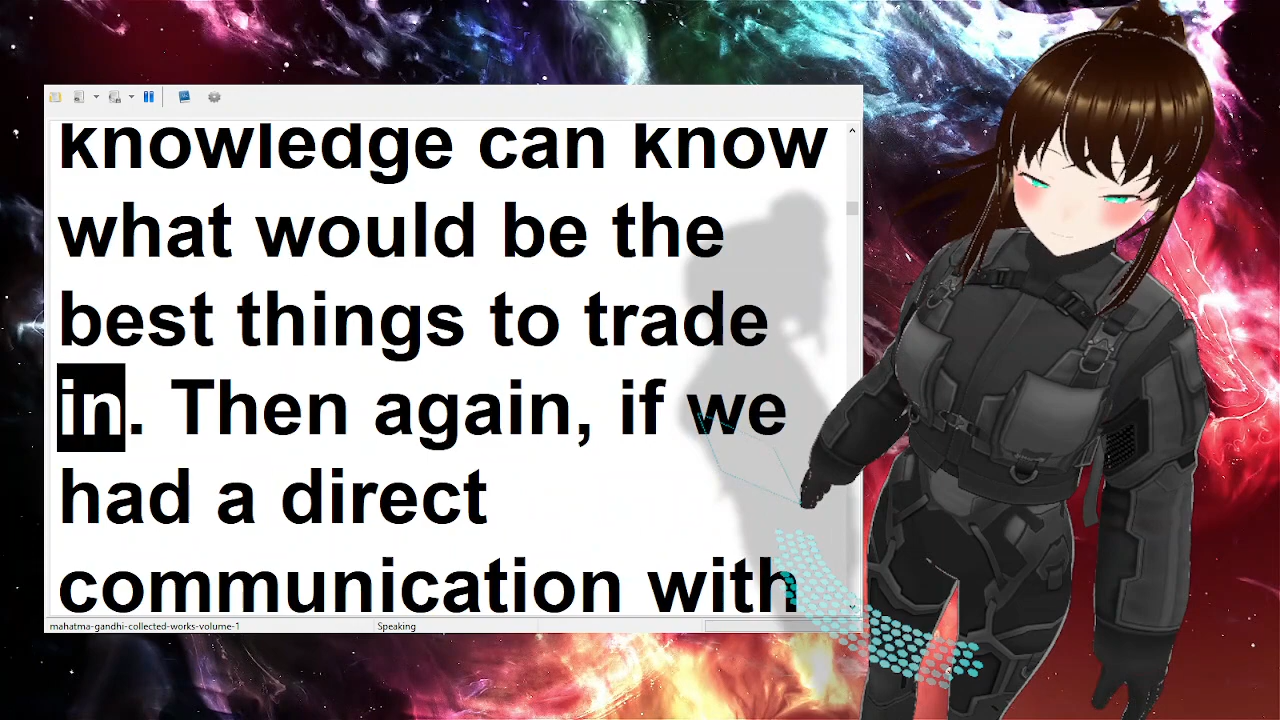 knowledge can know
what would be the
best things to trade
in. Then again, if we
had a direct
communication with
mahatma-gandhi-collected-works-volume-1
Speaking